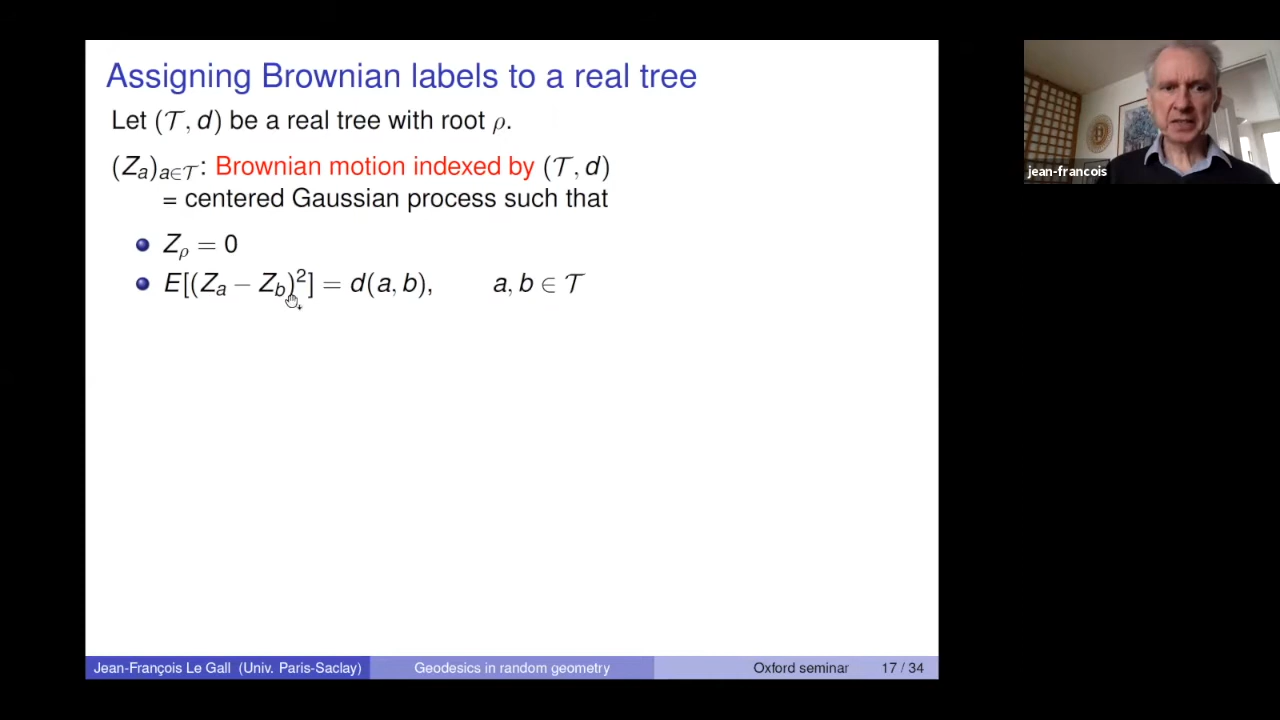 Assigning Brownian labels to a real tree
Let (𝒯, d) be a real tree with root ρ.
(Z_a)_{a∈𝒯}: Brownian motion indexed by (𝒯, d)
= centered Gaussian process such that
Z_ρ = 0
E[(Z_a − Z_b)²] = d(a, b), a, b ∈ 𝒯
jean-francois
Jean-François Le Gall (Univ. Paris-Saclay) Geodesics in random geometry Oxford seminar 17 / 34